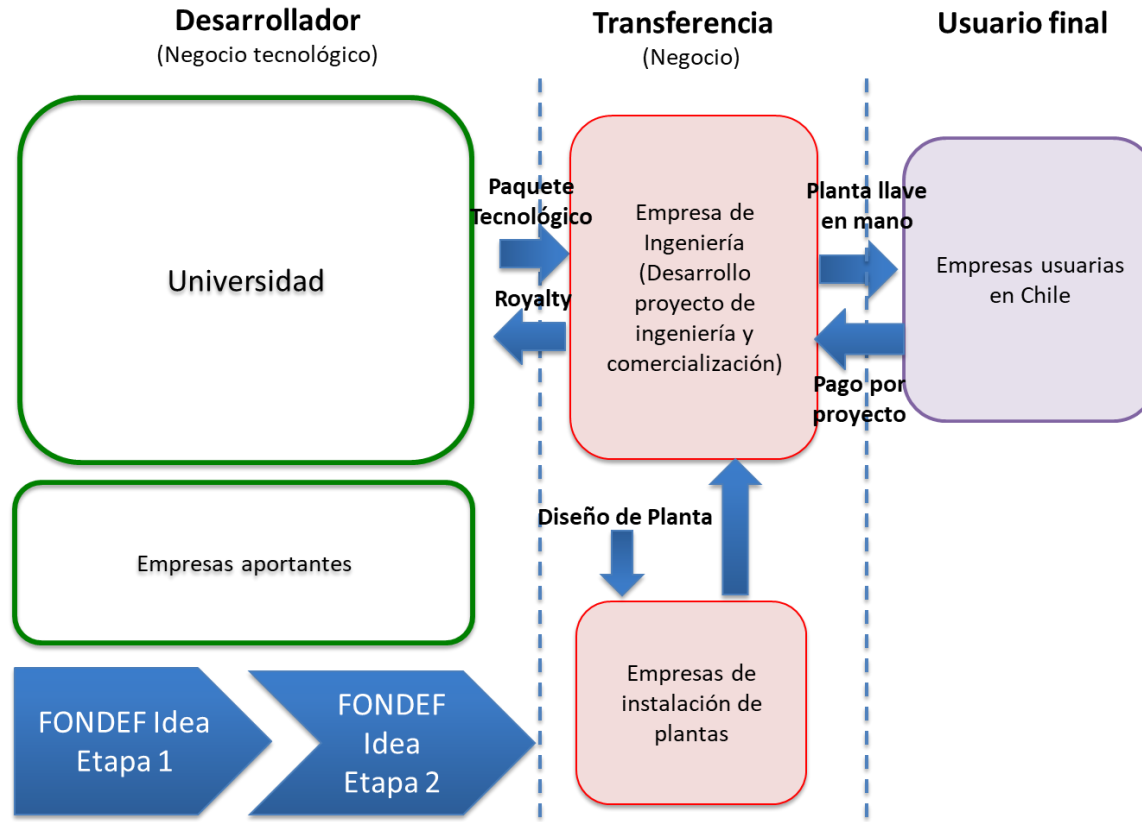 Desarrollador
(Negocio tecnológico)
Transferencia
(Negocio)
Usuario final
Universidad
Paquete
Tecnológico
Royalty
Empresa de
Ingeniería
(Desarrollo
proyecto de
ingeniería y
comercialización)
Planta llave
en mano
Pago por
proyecto
Empresas usuarias
en Chile
Empresas aportantes
Diseño de Planta
Empresas de
instalación de
plantas
FONDEF Idea
Etapa 1
FONDEF
Idea
Etapa 2